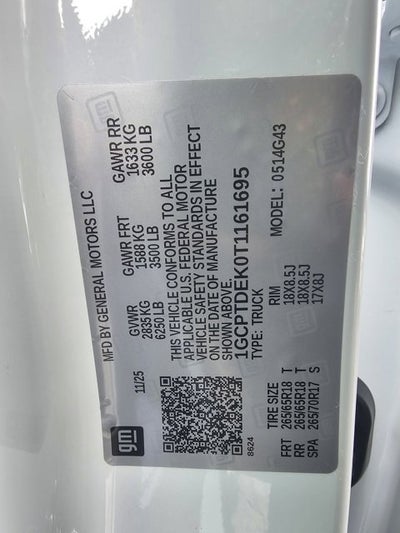 gm
MFD BY GENERAL MOTORS LLC
11/25
GVWR GAWR FRT GAWR RR
2835 KG 1588 KG 1633 KG
6250 LB 3500 LB 3600 LB
THIS VEHICLE CONFORMS TO ALL
APPLICABLE U.S. FEDERAL MOTOR
VEHICLE SAFETY STANDARDS IN EFFECT
ON THE DATE OF MANUFACTURE
SHOWN ABOVE.
1GCPTDEK0T1161695
TYPE: TRUCK MODEL: 0514G43
8624
TIRE SIZE RIM
FRT 265/65R18 T 18X8.5J
RR 265/65R18 T 18X8.5J
SPA 265/70R17 S 17X8J